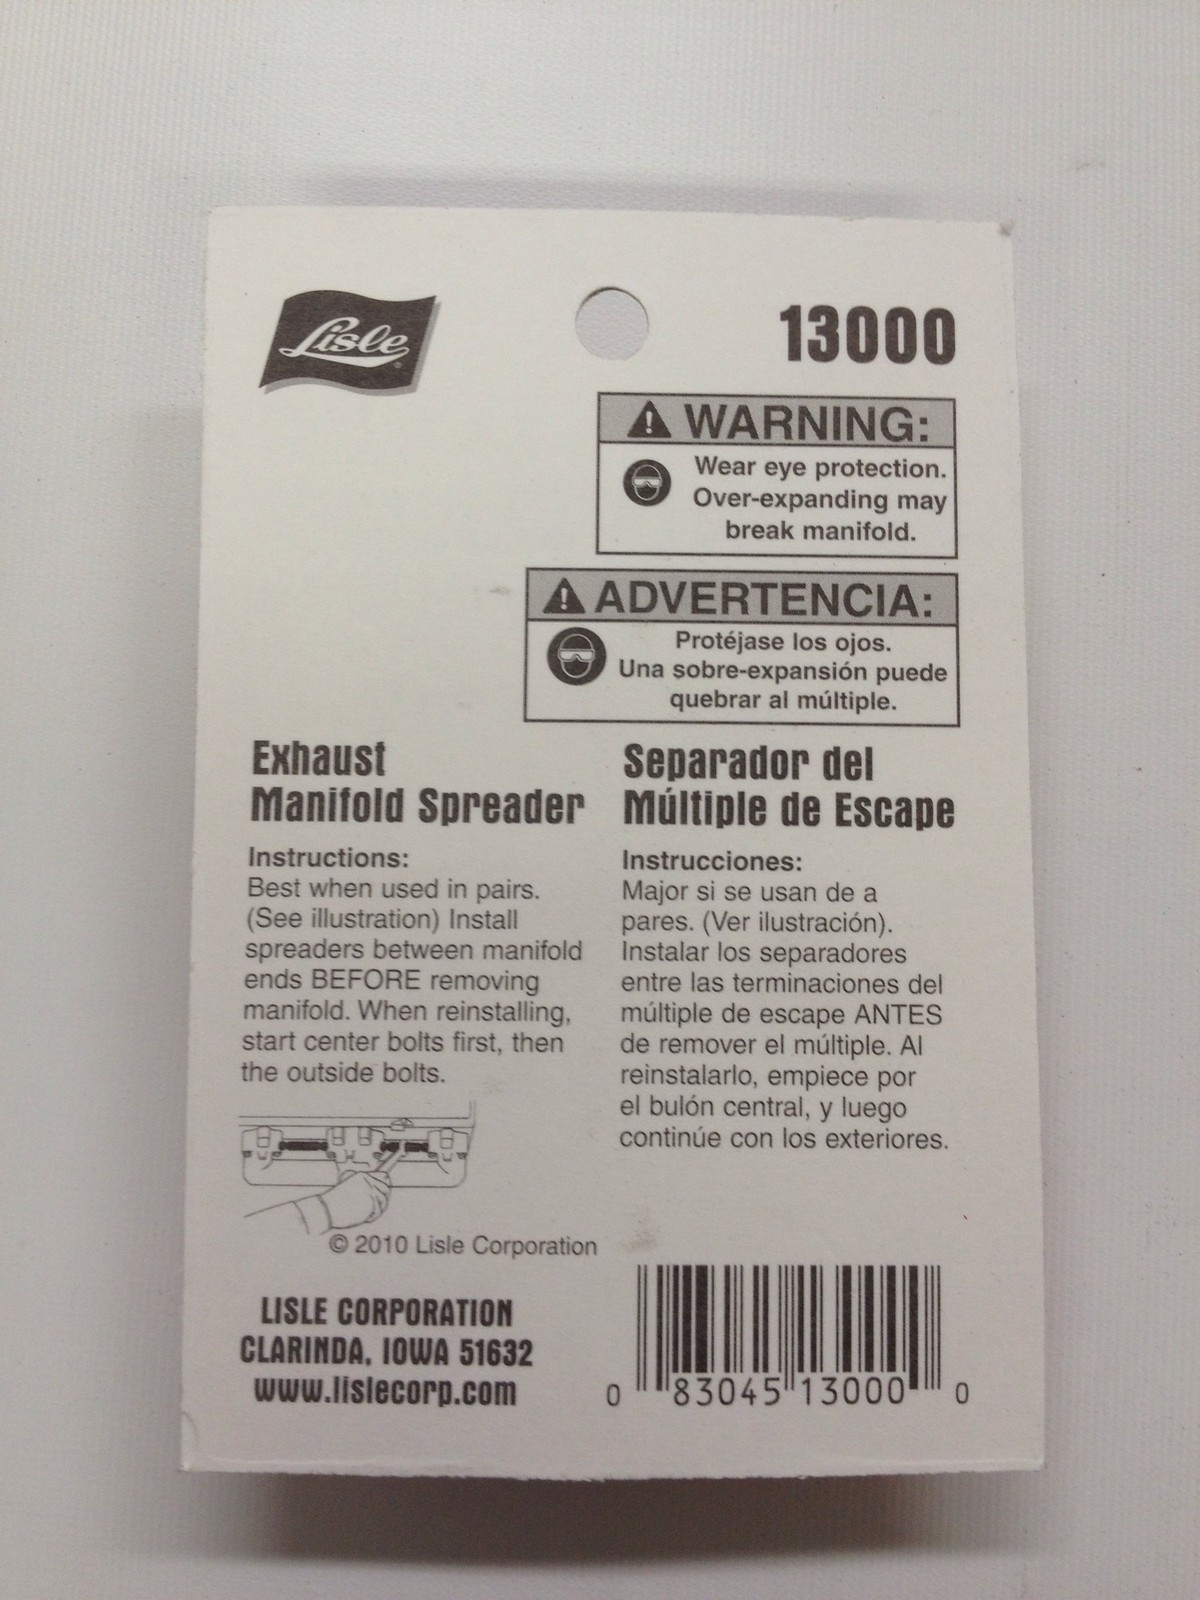 Lisle
13000
WARNING:
Wear eye protection.
Over-expanding may
break manifold.
ADVERTENCIA:
Protéjase los ojos.
Una sobre-expansión puede
quebrar al múltiple.
Exhaust
Manifold Spreader
Instructions:
Best when used in pairs.
(See illustration) Install
spreaders between manifold
ends BEFORE removing
manifold. When reinstalling,
start center bolts first, then
the outside bolts.
© 2010 Lisle Corporation
LISLE CORPORATION
CLARINDA, IOWA 51632
www.lislecorp.com
Separador del
Múltiple de Escape
Instrucciones:
Major si se usan de a
pares. (Ver ilustración).
Instalar los separadores
entre las terminaciones del
múltiple de escape ANTES
de remover el múltiple. Al
reinstalarlo, empiece por
el bulón central, y luego
continúe con los exteriores.
0 83045 13000 0